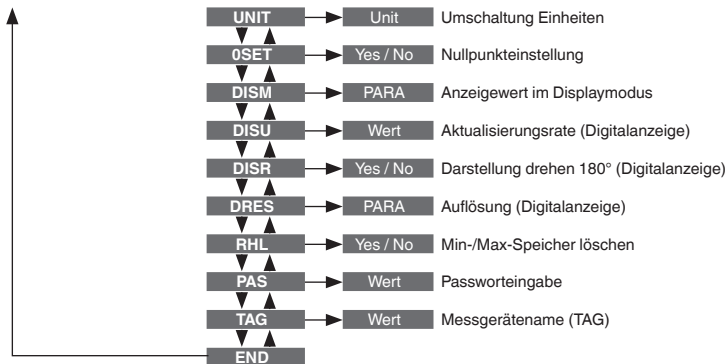 UNIT Unit Umschaltung Einheiten
0SET Yes / No Nullpunkteinstellung
DISM PARA Anzeigewert im Displaymodus
DISU Wert Aktualisierungsrate (Digitalanzeige)
DISR Yes / No Darstellung drehen 180° (Digitalanzeige)
DRES PARA Auflösung (Digitalanzeige)
RHL Yes / No Min-/Max-Speicher löschen
PAS Wert Passworteingabe
TAG Wert Messgerätename (TAG)
END